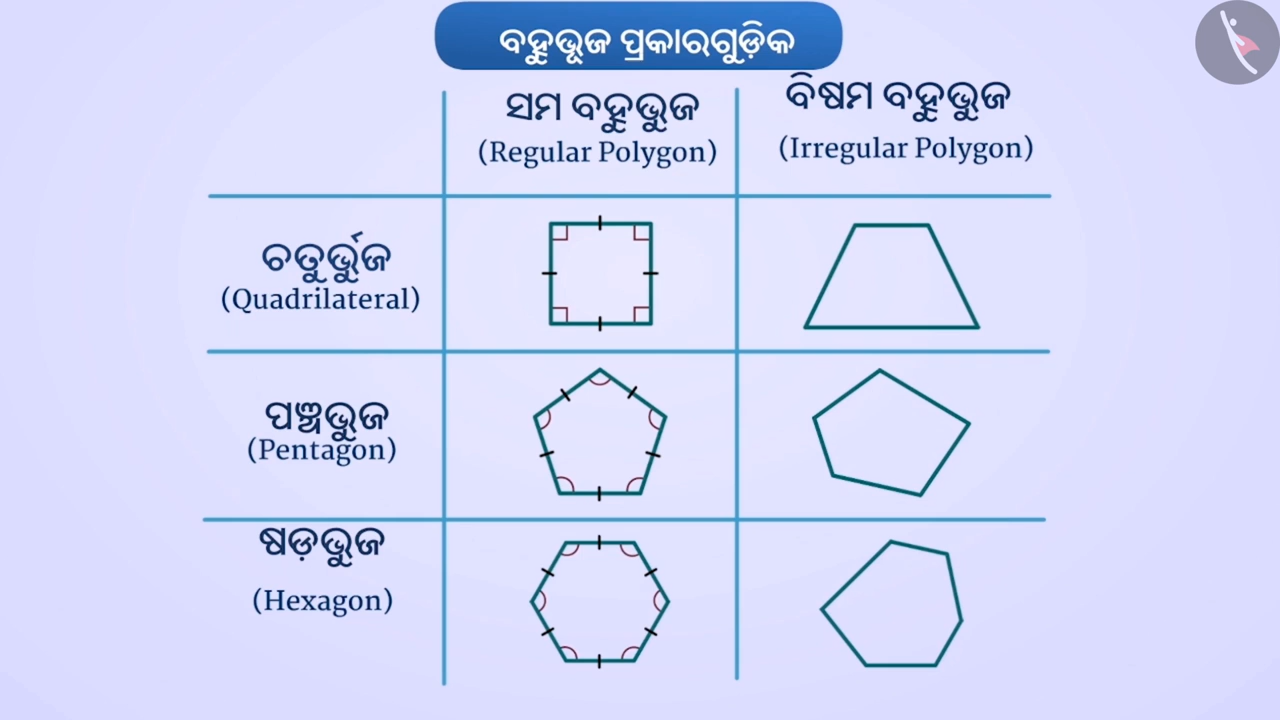 ବହୁଭୂଜ ପ୍ରକାରଗୁଡ଼ିକ
ସମ ବହୁଭୁଜ
(Regular Polygon)
ବିଷମ ବହୁଭୁଜ
(Irregular Polygon)
ଚତୁର୍ଭୁଜ
(Quadrilateral)
ପଞ୍ଚଭୁଜ
(Pentagon)
ଷଡ଼ଭୁଜ
(Hexagon)